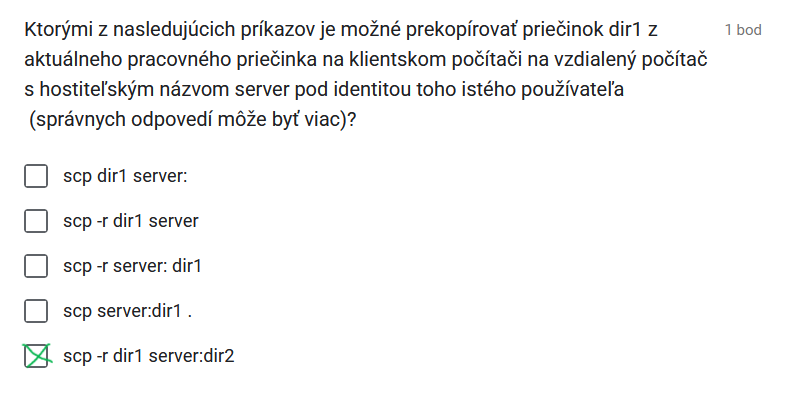 Ktorými z nasledujúcich príkazov je možné prekopírovať priečinok dir1 z
1 bod
aktuálneho pracovného priečinka na klientskom počítači na vzdialený počítač
s hostiteľským názvom server pod identitou toho istého používateľa
(správnych odpovedí môže byť viac)?
scp dir1 server:
scp -r dir1 server
scp -r server: dir1
scp server:dir1 .
scp -r dir1 server:dir2